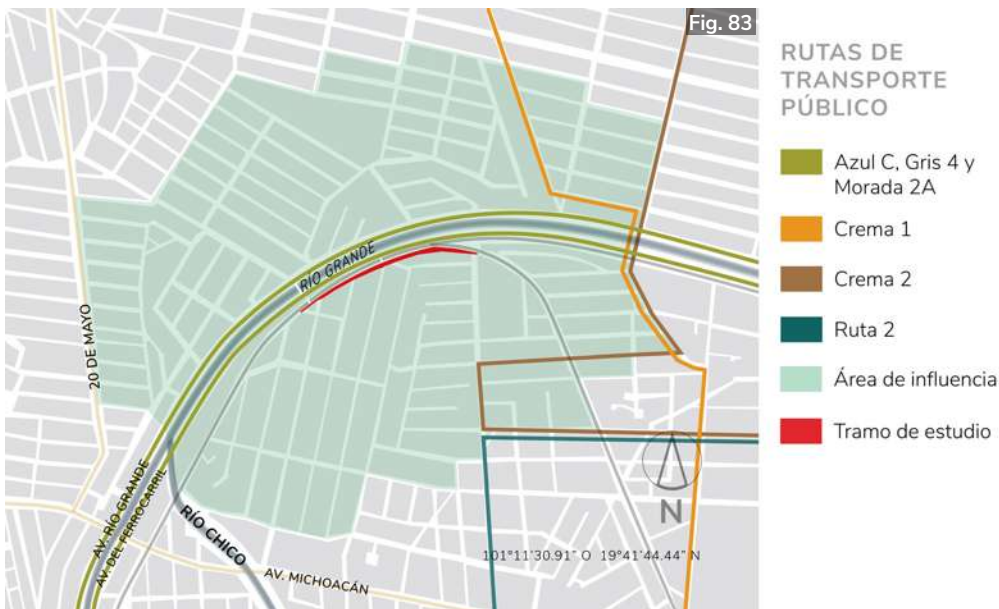 Fig. 83
RUTAS DE
TRANSPORTE
PÚBLICO
Azul C, Gris 4 y
Morada 2A
Crema 1
Crema 2
Ruta 2
Área de influencia
Tramo de estudio
RÍO GRANDE
20 DE MAYO
AV. RÍO GRANDE
AV. DEL FERROCARRIL
RÍO CHICO
AV. MICHOACÁN
N
101°11'30.91" O 19°41'44.44" N